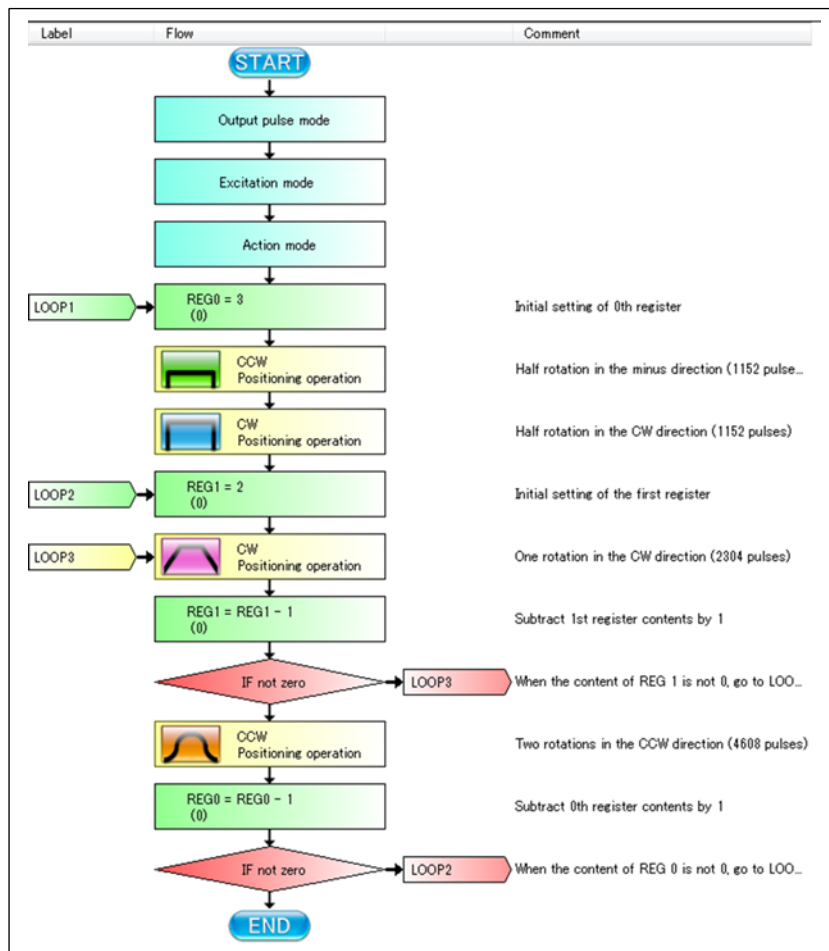 Label Flow Comment
START
Output pulse mode
Excitation mode
Action mode
LOOP1
REG0 = 3
(0)
Initial setting of 0th register
CCW
Positioning operation
Half rotation in the minus direction (1152 pulse...
CW
Positioning operation
Half rotation in the CW direction (1152 pulses)
LOOP2
REG1 = 2
(0)
Initial setting of the first register
LOOP3
CW
Positioning operation
One rotation in the CW direction (2304 pulses)
REG1 = REG1 - 1
(0)
Subtract 1st register contents by 1
IF not zero
LOOP3
When the content of REG 1 is not 0, go to LOO...
CCW
Positioning operation
Two rotations in the CCW direction (4608 pulses)
REG0 = REG0 - 1
(0)
Subtract 0th register contents by 1
IF not zero
LOOP2
When the content of REG 0 is not 0, go to LOO...
END